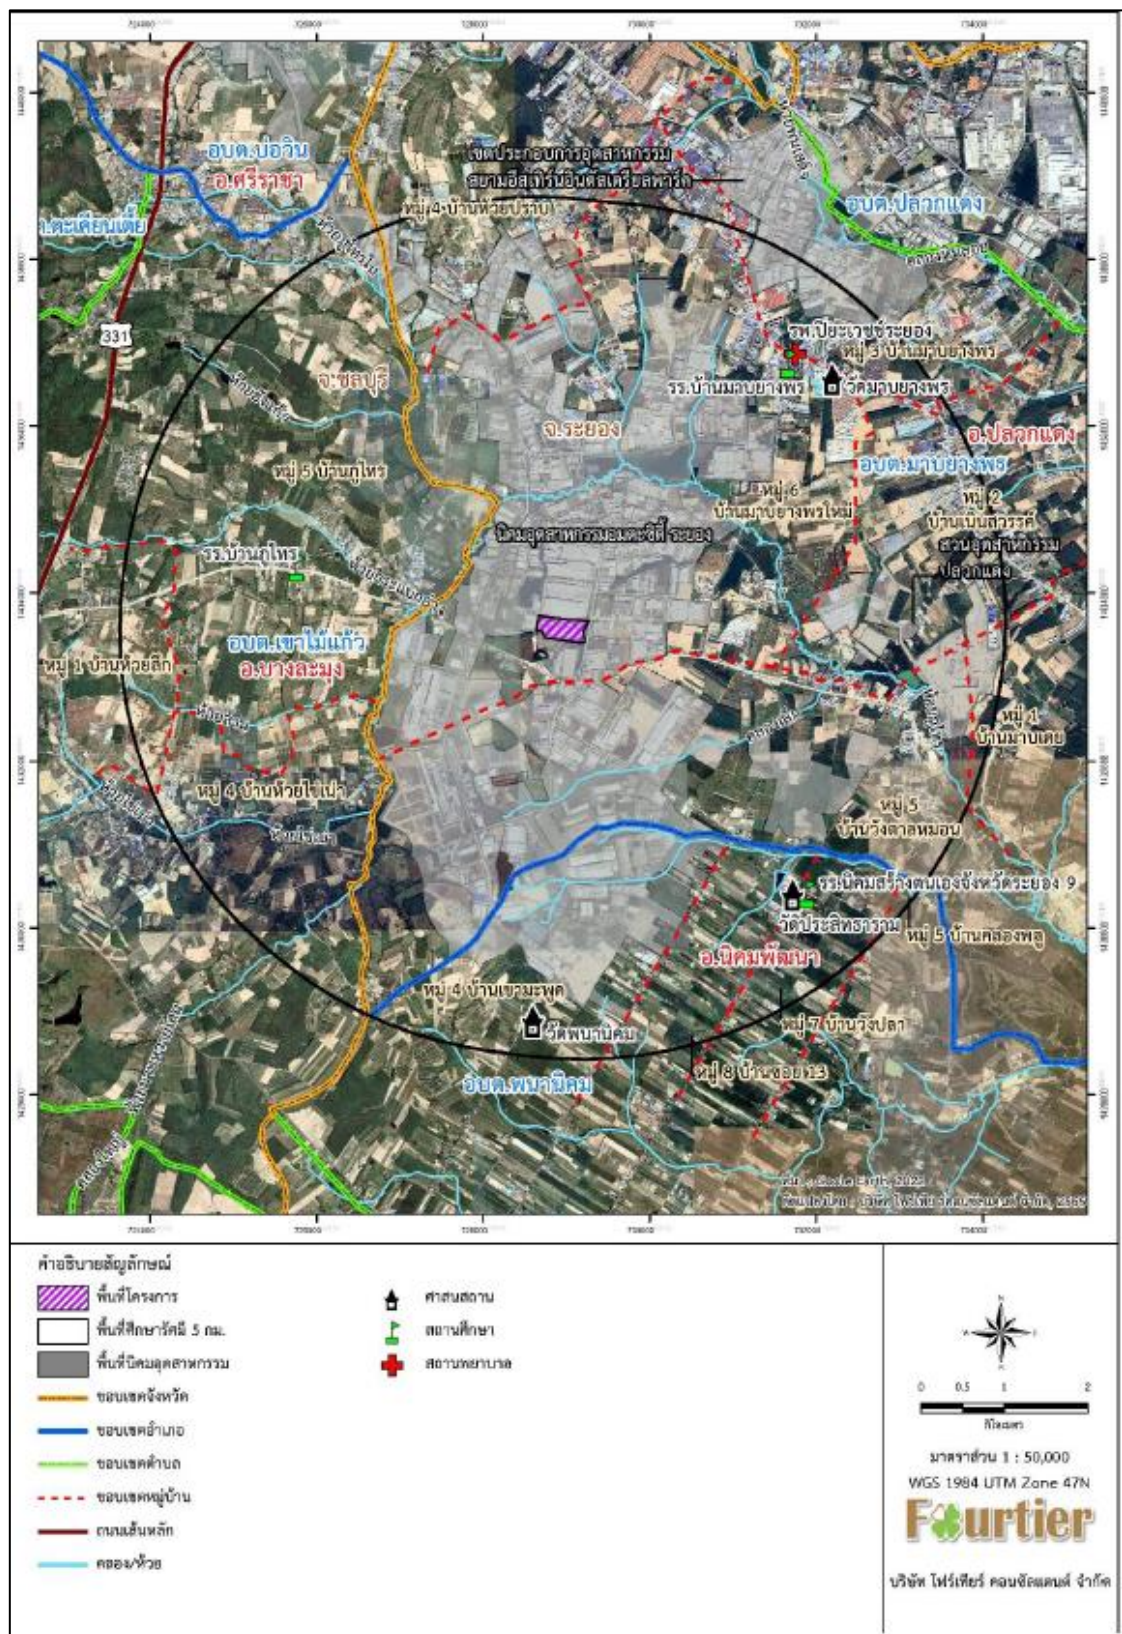 724000
728000
730000
732000
734000
อบต.บ่อวิน
อ.ศรีราชา
เขตประกอบการอุตสาหกรรม
สยามอีสเทิร์นอินดัสเตรียลพาร์ค
หมู่ 4 บ้านห้วยปราบ
อบต.ปลวกแดง
ต.ตะเคียนเตี้ย
331
จ.ชลบุรี
รพ.ปิยะเวชช์ระยอง
หมู่ 3 บ้านมาบยางพร
รร.บ้านมาบยางพร
วัดมาบยางพร
จ.ระยอง
อ.ปลวกแดง
อบต.มาบยางพร
หมู่ 5 บ้านภูไทร
หมู่ 6
บ้านมาบยางพรใหม่
หมู่ 2
บ้านเนินสวรรค์
สวนอุตสาหกรรม
ปลวกแดง
นิคมอุตสาหกรรมอมตะซิตี้ ระยอง
รร.บ้านภูไทร
อบต.เขาไม้แก้ว
อ.บางละมุง
หมู่ 1 บ้านห้วยลึก
หมู่ 1
บ้านมาบเตย
หมู่ 4 บ้านห้วยไข่เน่า
หมู่ 5
บ้านวังตาลหมอน
รร.นิคมสร้างตนเองจังหวัดระยอง 9
วัดประสิทธาราม
หมู่ 5 บ้านคลองพลู
อ.นิคมพัฒนา
หมู่ 4 บ้านเขามะพูด
วัดพนานิคม
หมู่ 7 บ้านวังปลา
หมู่ 8 บ้านซอย 13
อบต.พนานิคม
คำอธิบายสัญลักษณ์
พื้นที่โครงการ
พื้นที่ศึกษารัศมี 5 กม.
พื้นที่นิคมอุตสาหกรรม
ขอบเขตจังหวัด
ขอบเขตอำเภอ
ขอบเขตตำบล
ขอบเขตหมู่บ้าน
ถนนเส้นหลัก
คลอง/ห้วย
ศาสนสถาน
สถานศึกษา
สถานพยาบาล
0 0.5 1 2
กิโลเมตร
มาตราส่วน 1 : 50,000
WGS 1984 UTM Zone 47N
Fourtier
บริษัท โฟร์เทียร์ คอนซัลแตนท์ จำกัด